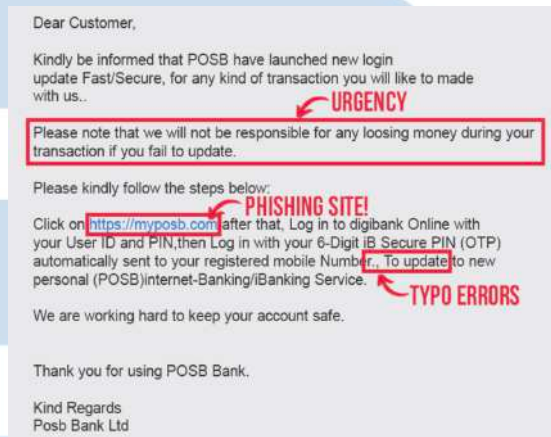 Dear Customer,
Kindly be informed that POSB have launched new login
update Fast/Secure, for any kind of transaction you will like to made
with us..
URGENCY
Please note that we will not be responsible for any loosing money during your
transaction if you fail to update.
Please kindly follow the steps below:
PHISHING SITE!
Click on https://myposb.com after that, Log in to digibank Online with
your User ID and PIN,then Log in with your 6-Digit iB Secure PIN (OTP)
automatically sent to your registered mobile Number., To update to new
personal (POSB)internet-Banking/iBanking Service.
TYPO ERRORS
We are working hard to keep your account safe.
Thank you for using POSB Bank.
Kind Regards
Posb Bank Ltd